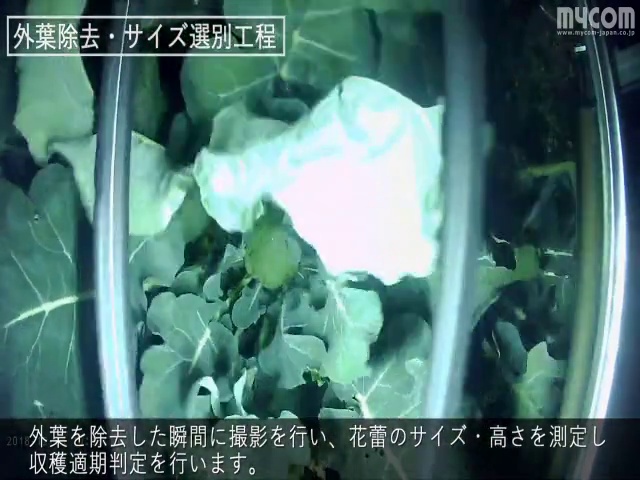 外葉除去・サイズ選別工程
mycom
www.mycom-japan.co.jp
外葉を除去した瞬間に撮影を行い、花蕾のサイズ・高さを測定し
収穫適期判定を行います。